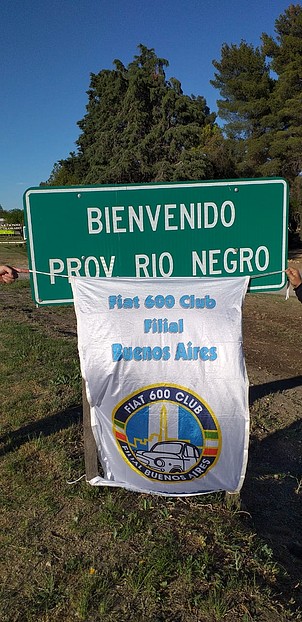 BIENVENIDO
PROV RIO NEGRO
Fiat 600 Club
Filial
Buenos Aires
FIAT 600 CLUB
FILIAL BUENOS AIRES